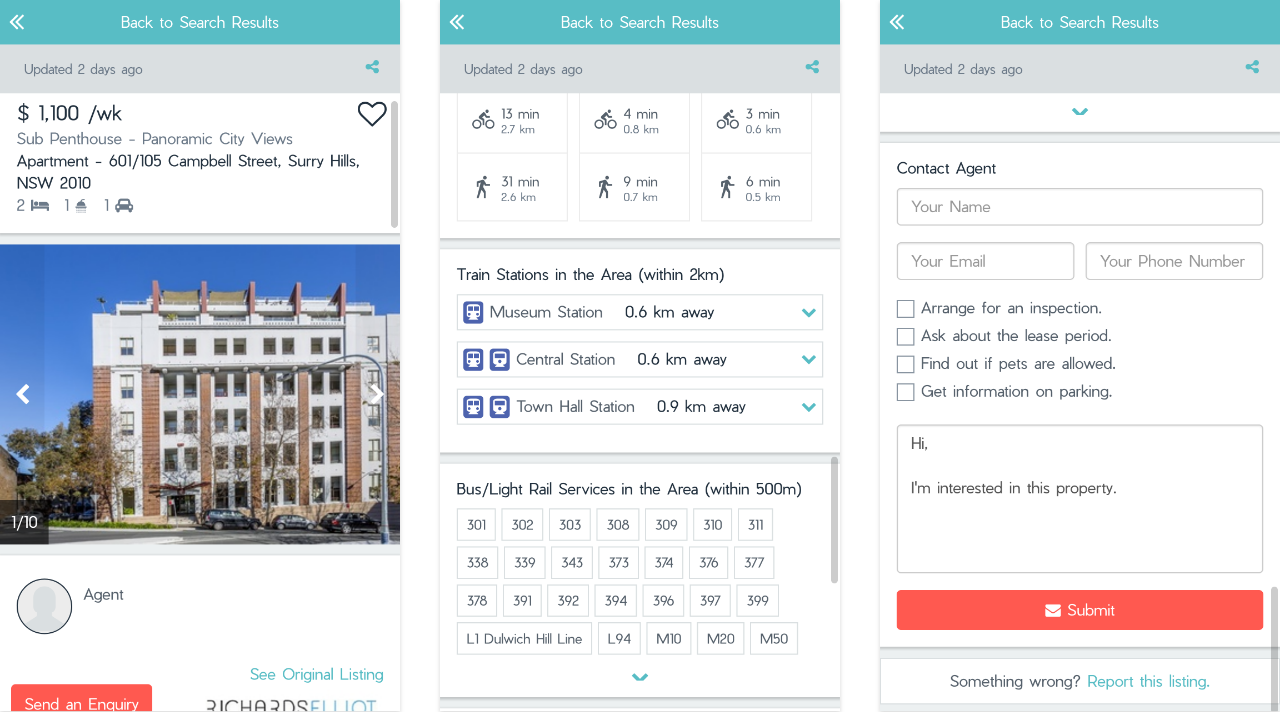 Back to Search Results
Updated 2 days ago
$ 1,100 /wk
Sub Penthouse - Panoramic City Views
Apartment - 601/105 Campbell Street, Surry Hills,
NSW 2010
2 1 1
1/10
Agent
See Original Listing
Send an Enquiry
RICHARDSELLIOT
Back to Search Results
Updated 2 days ago
13 min 4 min 3 min
2.7 km 0.8 km 0.6 km
31 min 9 min 6 min
2.6 km 0.7 km 0.5 km
Train Stations in the Area (within 2km)
Museum Station 0.6 km away
Central Station 0.6 km away
Town Hall Station 0.9 km away
Bus/Light Rail Services in the Area (within 500m)
301 302 303 308 309 310 311
338 339 343 373 374 376 377
378 391 392 394 396 397 399
L1 Dulwich Hill Line L94 M10 M20 M50
Back to Search Results
Updated 2 days ago
Contact Agent
Your Name
Your Email Your Phone Number
Arrange for an inspection.
Ask about the lease period.
Find out if pets are allowed.
Get information on parking.
Hi,
I'm interested in this property.
Submit
Something wrong? Report this listing.